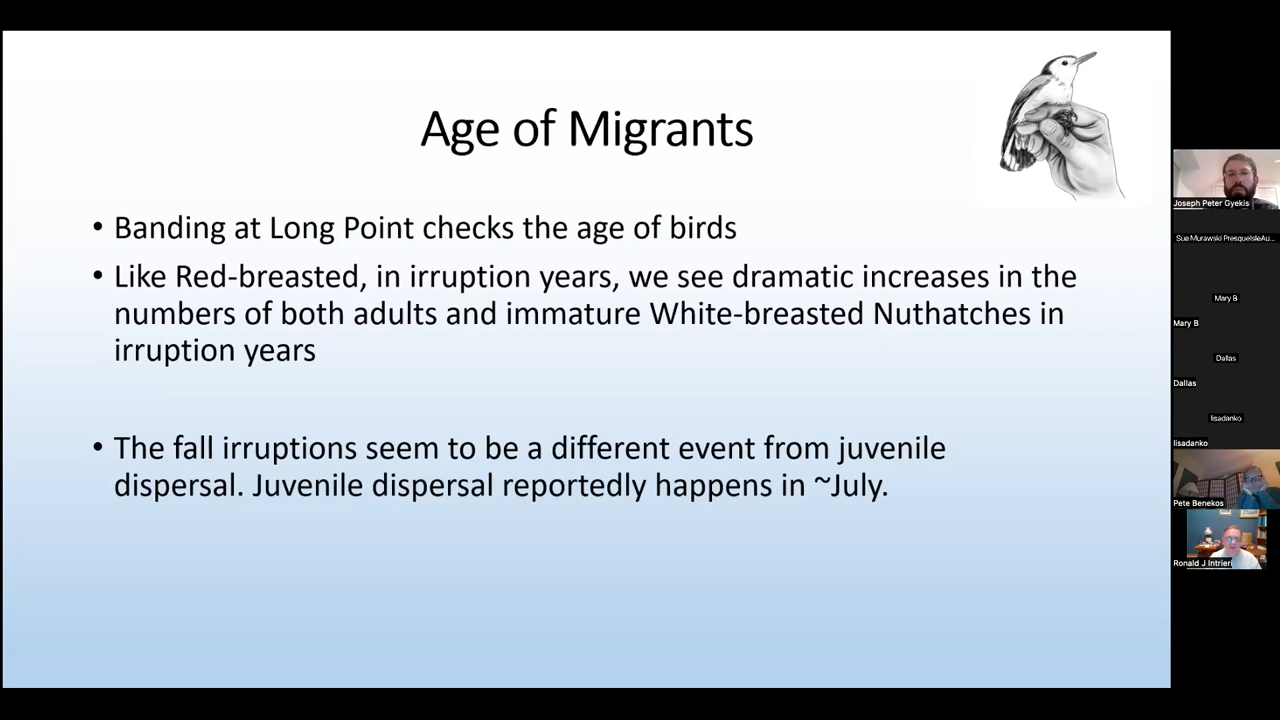 Age of Migrants
• Banding at Long Point checks the age of birds
• Like Red-breasted, in irruption years, we see dramatic increases in the
numbers of both adults and immature White-breasted Nuthatches in
irruption years
• The fall irruptions seem to be a different event from juvenile
dispersal. Juvenile dispersal reportedly happens in ~July.
Joseph Peter Gyekis
Sue Murawski PresqueIsleAu...
Mary B
Mary B
Dallas
Dallas
lisadanko
lisadanko
Pete Benekos
Ronald J Intrieri